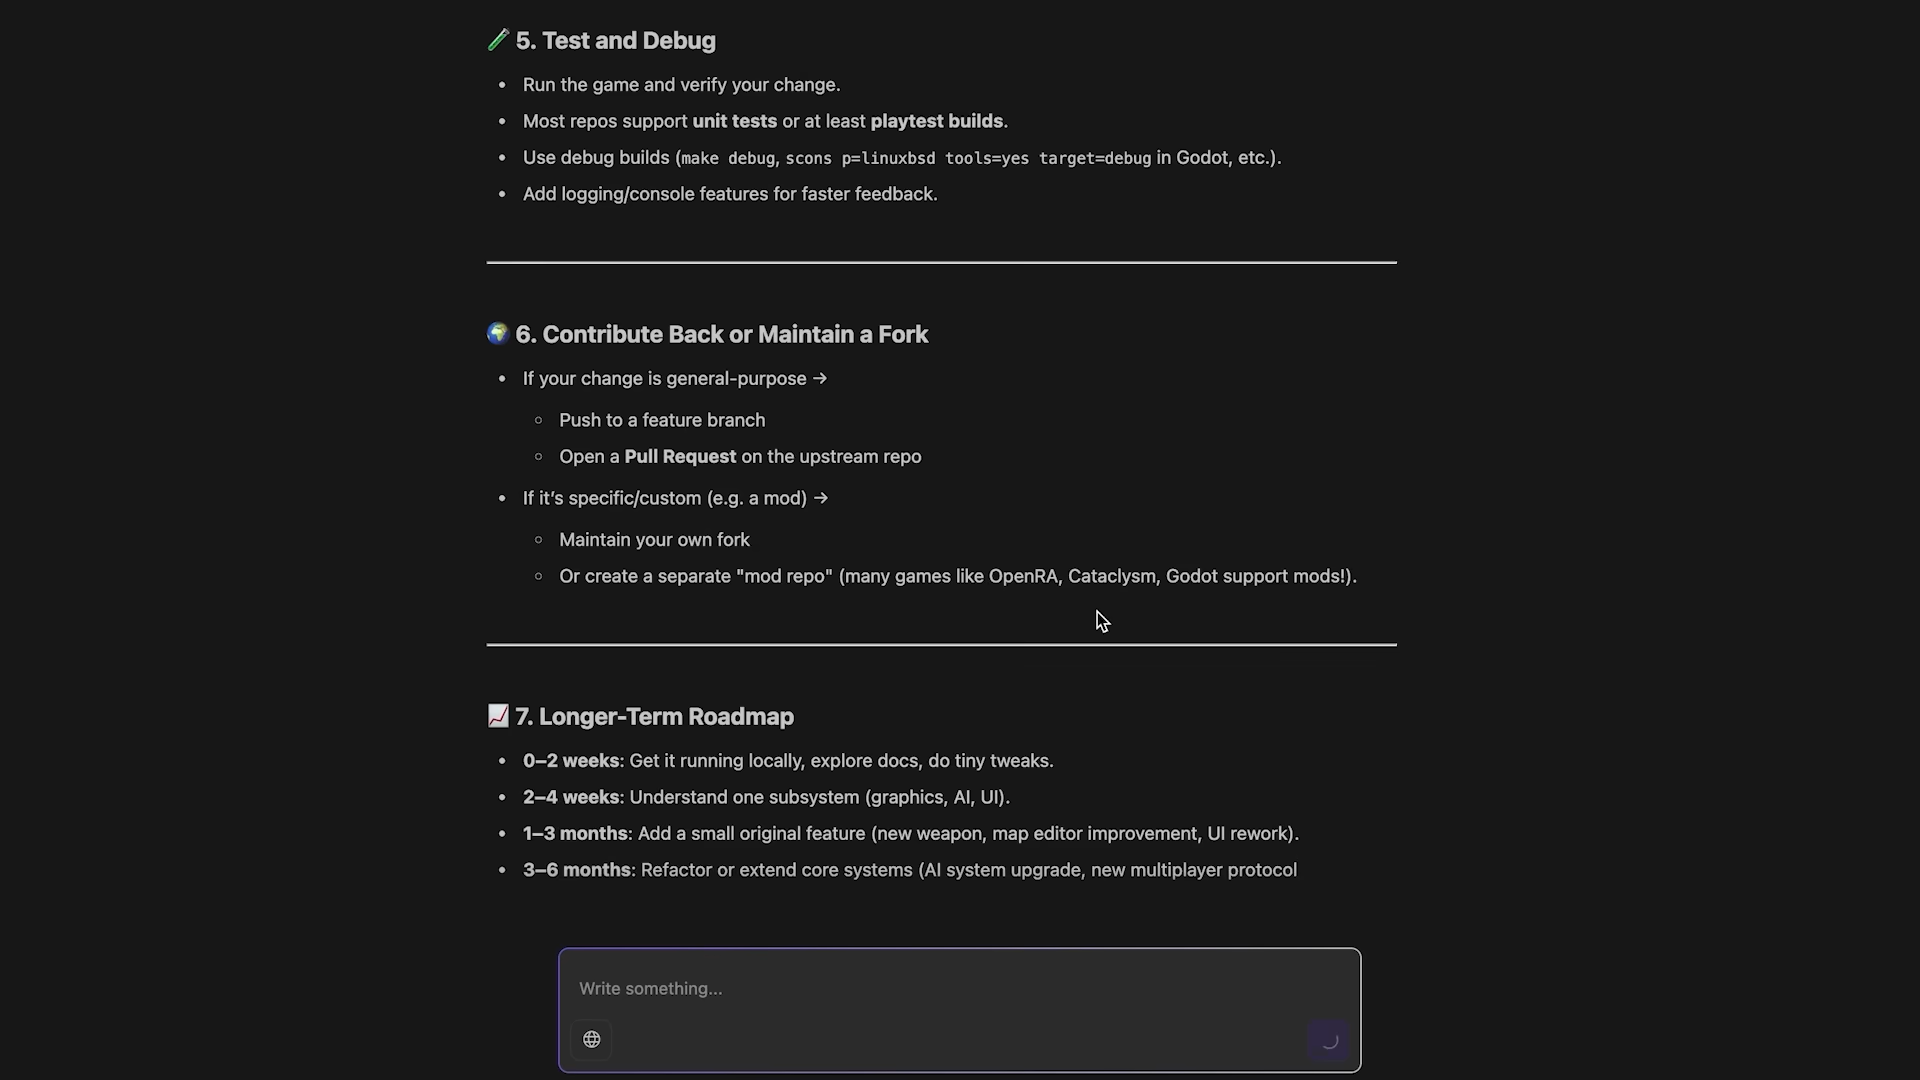 5. Test and Debug
• Run the game and verify your change.
• Most repos support unit tests or at least playtest builds.
• Use debug builds (make debug, scons p=linuxbsd tools=yes target=debug in Godot, etc.).
• Add logging/console features for faster feedback.
6. Contribute Back or Maintain a Fork
• If your change is general-purpose →
◦ Push to a feature branch
◦ Open a Pull Request on the upstream repo
• If it’s specific/custom (e.g. a mod) →
◦ Maintain your own fork
◦ Or create a separate "mod repo" (many games like OpenRA, Cataclysm, Godot support mods!).
7. Longer-Term Roadmap
• 0–2 weeks: Get it running locally, explore docs, do tiny tweaks.
• 2–4 weeks: Understand one subsystem (graphics, AI, UI).
• 1–3 months: Add a small original feature (new weapon, map editor improvement, UI rework).
• 3–6 months: Refactor or extend core systems (AI system upgrade, new multiplayer protocol
Write something...